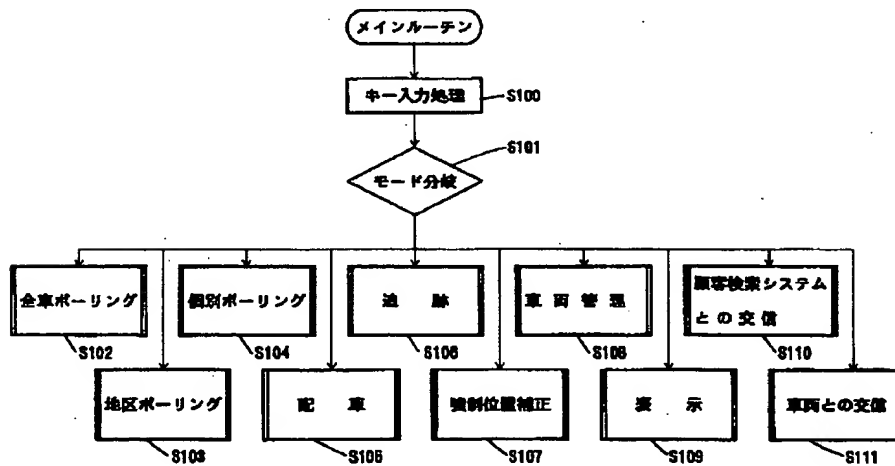 メインルーチン
キー入力処理
S100
S101
モード分岐
全車ポーリング
個別ポーリング
追跡
車両管理
顧客検索システム
との交信
S102
S104
S106
S108
S110
地区ポーリング
配車
強制位置補正
表示
車両との交信
S103
S105
S107
S109
S111